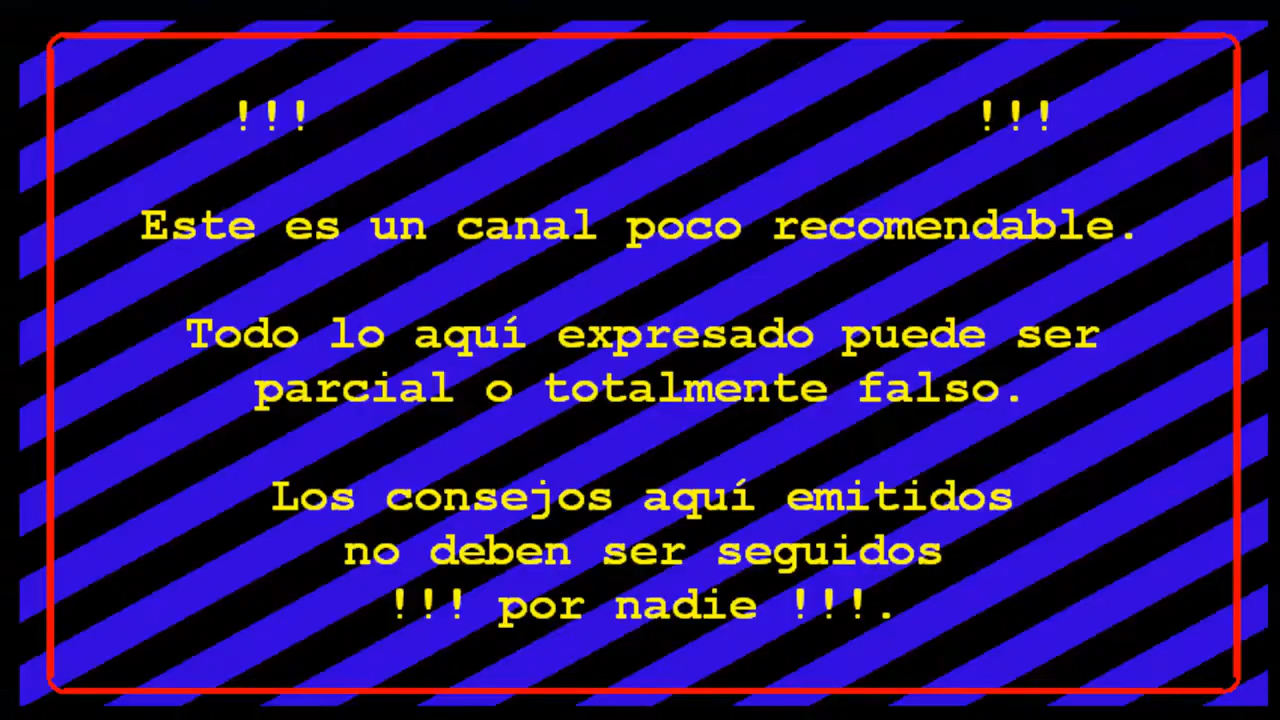 !!! !!!
Este es un canal poco recomendable.
Todo lo aquí expresado puede ser
parcial o totalmente falso.
Los consejos aquí emitidos
no deben ser seguidos
!!! por nadie !!!.